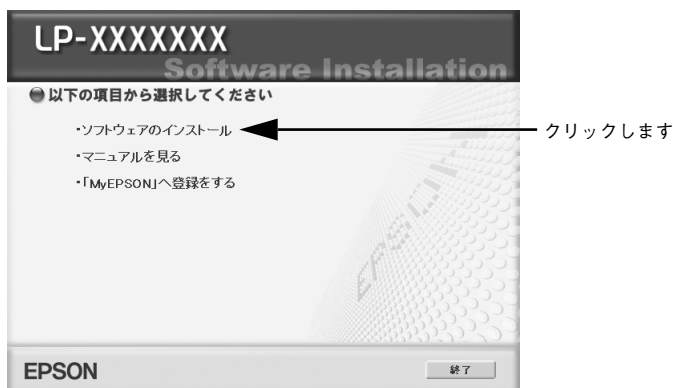 LP-XXXXXXX
Software Installation
以下の項目から選択してください
・ソフトウェアのインストール
クリックします
・マニュアルを見る
・「MyEPSON」へ登録をする
EPSON
EPSON
終了